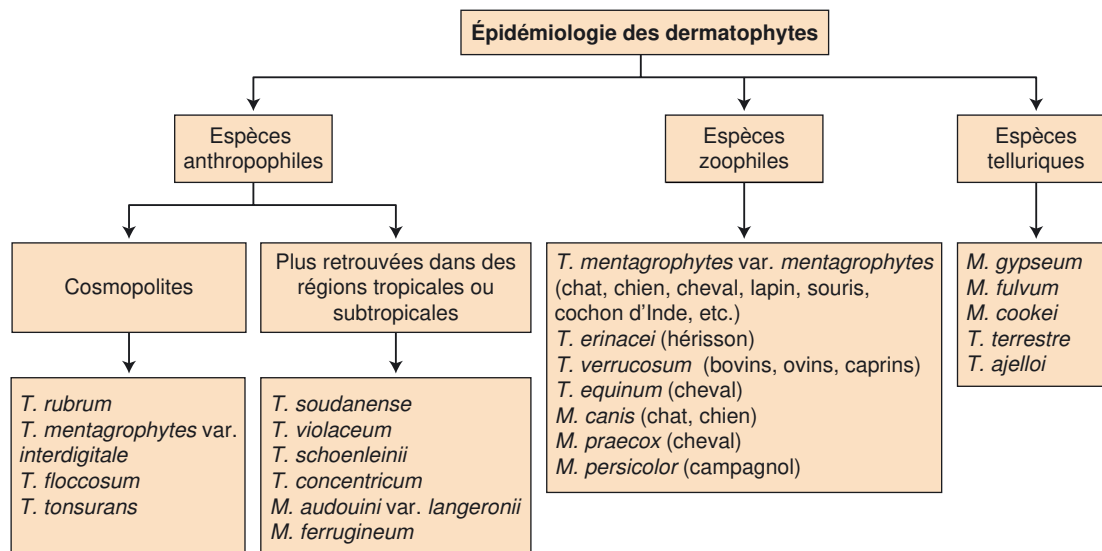 Épidémiologie des dermatophytes
Espèces
anthropophiles
Espèces
zoophiles
Espèces
telluriques
Cosmopolites
Plus retrouvées dans des
régions tropicales ou
subtropicales
T. mentagrophytes var. mentagrophytes
(chat, chien, cheval, lapin, souris,
cochon d'Inde, etc.)
T. erinacei (hérisson)
T. verrucosum (bovins, ovins, caprins)
T. equinum (cheval)
M. canis (chat, chien)
M. praecox (cheval)
M. persicolor (campagnol)
M. gypseum
M. fulvum
M. cookei
T. terrestre
T. ajelloi
T. rubrum
T. mentagrophytes var.
interdigitale
T. floccosum
T. tonsurans
T. soudanense
T. violaceum
T. schoenleinii
T. concentricum
M. audouini var. langeronii
M. ferrugineum